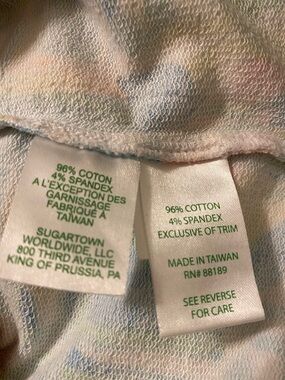 96% COTON
4% SPANDEX
A L'EXCEPTION DES
GARNISSAGE
FABRIQUÉ À
TAIWAN
SUGARTOWN
WORLDWIDE, LLC
800 THIRD AVENUE
KING OF PRUSSIA, PA
96% COTTON
4% SPANDEX
EXCLUSIVE OF TRIM
MADE IN TAIWAN
RN# 88189
SEE REVERSE
FOR CARE